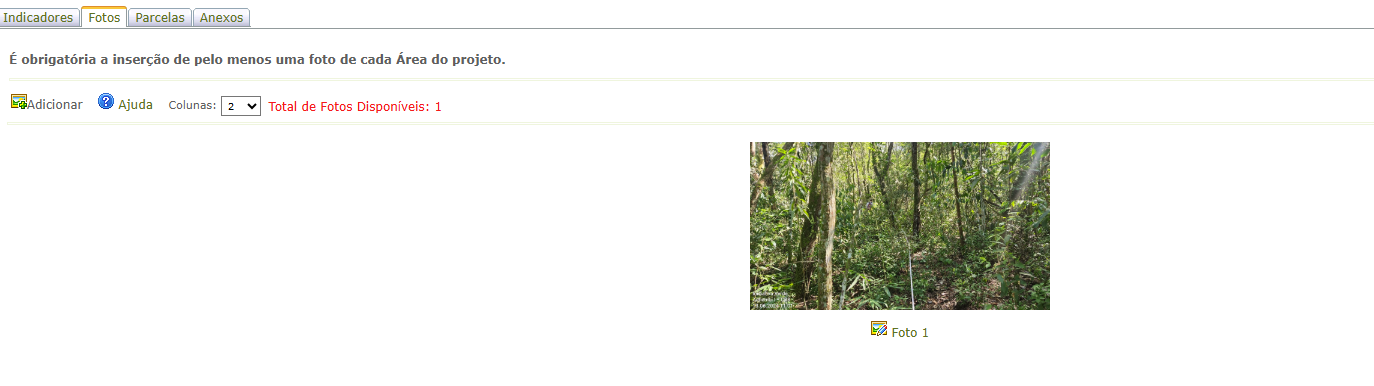 Indicadores Fotos Parcelas Anexos
É obrigatória a inserção de pelo menos uma foto de cada Área do projeto.
Adicionar Ajuda Colunas: 2 Total de Fotos Disponíveis: 1
Foto 1